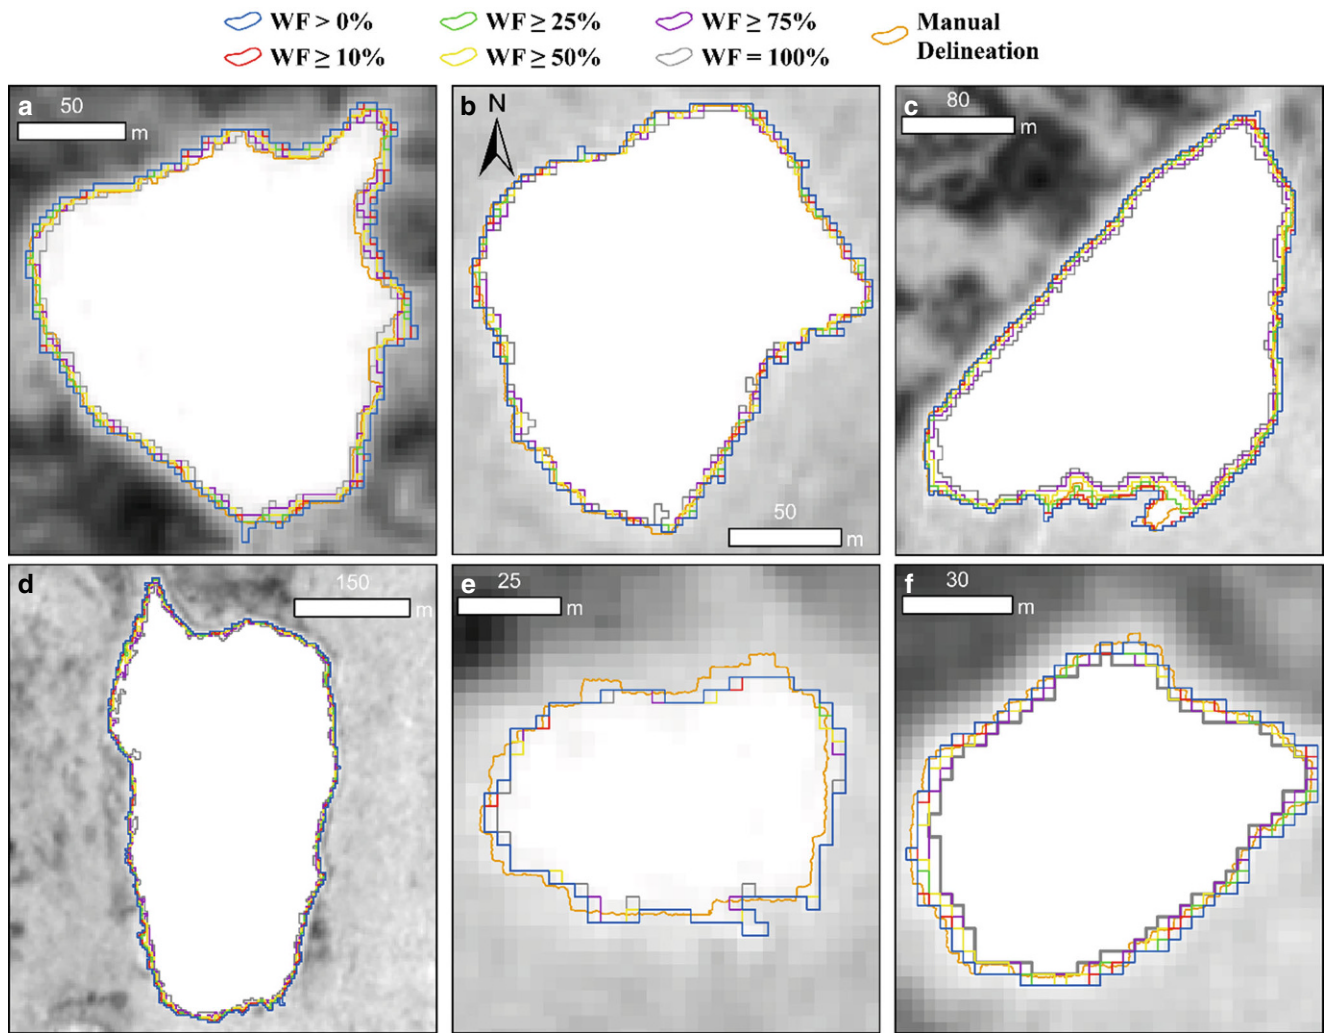 WF > 0% WF ≥ 25% WF ≥ 75% Manual Delineation
WF ≥ 10% WF ≥ 50% WF = 100%
a 50 m
b N 50 m
c 80 m
d 150 m
e 25 m
f 30 m